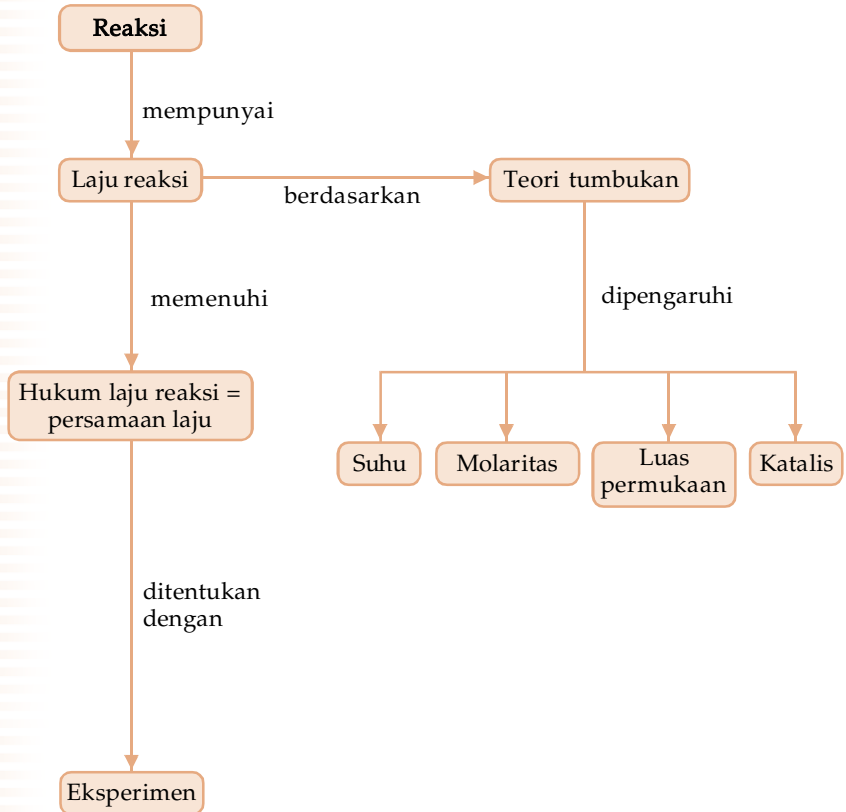 Reaksi
mempunyai
Laju reaksi
berdasarkan
Teori tumbukan
memenuhi
dipengaruhi
Hukum laju reaksi =
persamaan laju
Suhu
Molaritas
Luas
permukaan
Katalis
ditentukan
dengan
Eksperimen